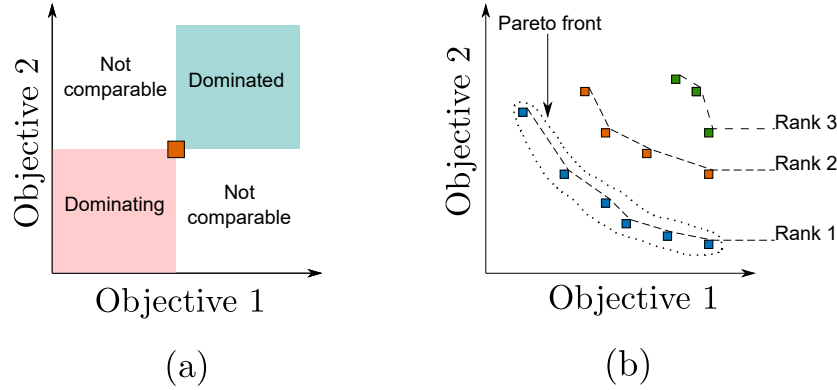 Objective 2
Not
comparable
Dominated
Dominating
Not
comparable
Objective 1
(a)
Pareto front
Objective 2
Rank 3
Rank 2
Rank 1
Objective 1
(b)